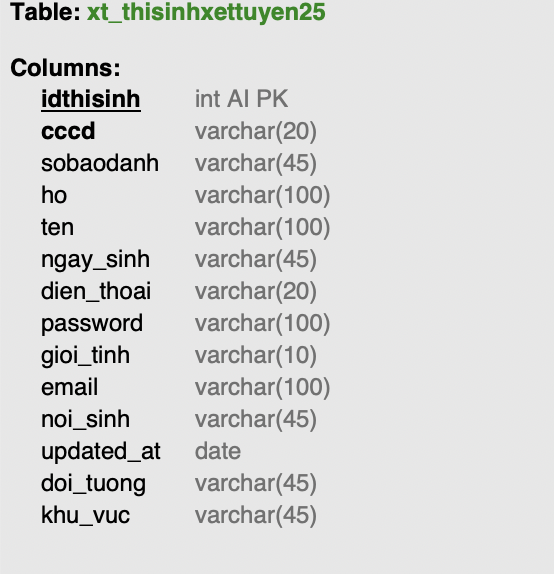 Table: xt_thisinhxettuyen25
Columns:
idthisinh int AI PK
cccd varchar(20)
sobaodanh varchar(45)
ho varchar(100)
ten varchar(100)
ngay_sinh varchar(45)
dien_thoai varchar(20)
password varchar(100)
gioi_tinh varchar(10)
email varchar(100)
noi_sinh varchar(45)
updated_at date
doi_tuong varchar(45)
khu_vuc varchar(45)